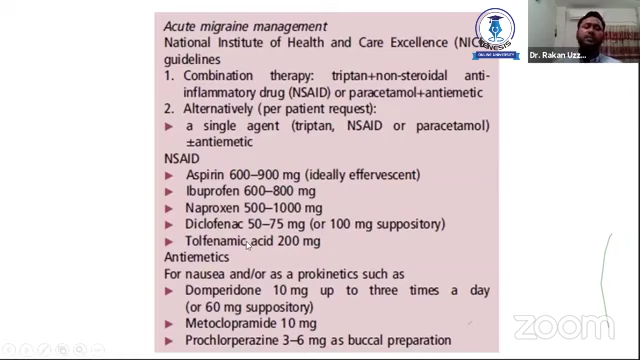 Acute migraine management
National Institute of Health and Care Excellence (NIC
guidelines
1. Combination therapy: triptan+non-steroidal anti-
inflammatory drug (NSAID) or paracetamol+antiemetic
2. Alternatively (per patient request):
a single agent (triptan, NSAID or paracetamol)
±antiemetic
NSAID
Aspirin 600–900 mg (ideally effervescent)
Ibuprofen 600–800 mg
Naproxen 500–1000 mg
Diclofenac 50–75 mg (or 100 mg suppository)
Tolfenamic acid 200 mg
Antiemetics
For nausea and/or as a prokinetics such as
Domperidone 10 mg up to three times a day
(or 60 mg suppository)
Metoclopramide 10 mg
Prochlorperazine 3–6 mg as buccal preparation
GENESIS
ONLINE UNIVERSITY
Dr. Rakan Uzz...
LIVE
zoom